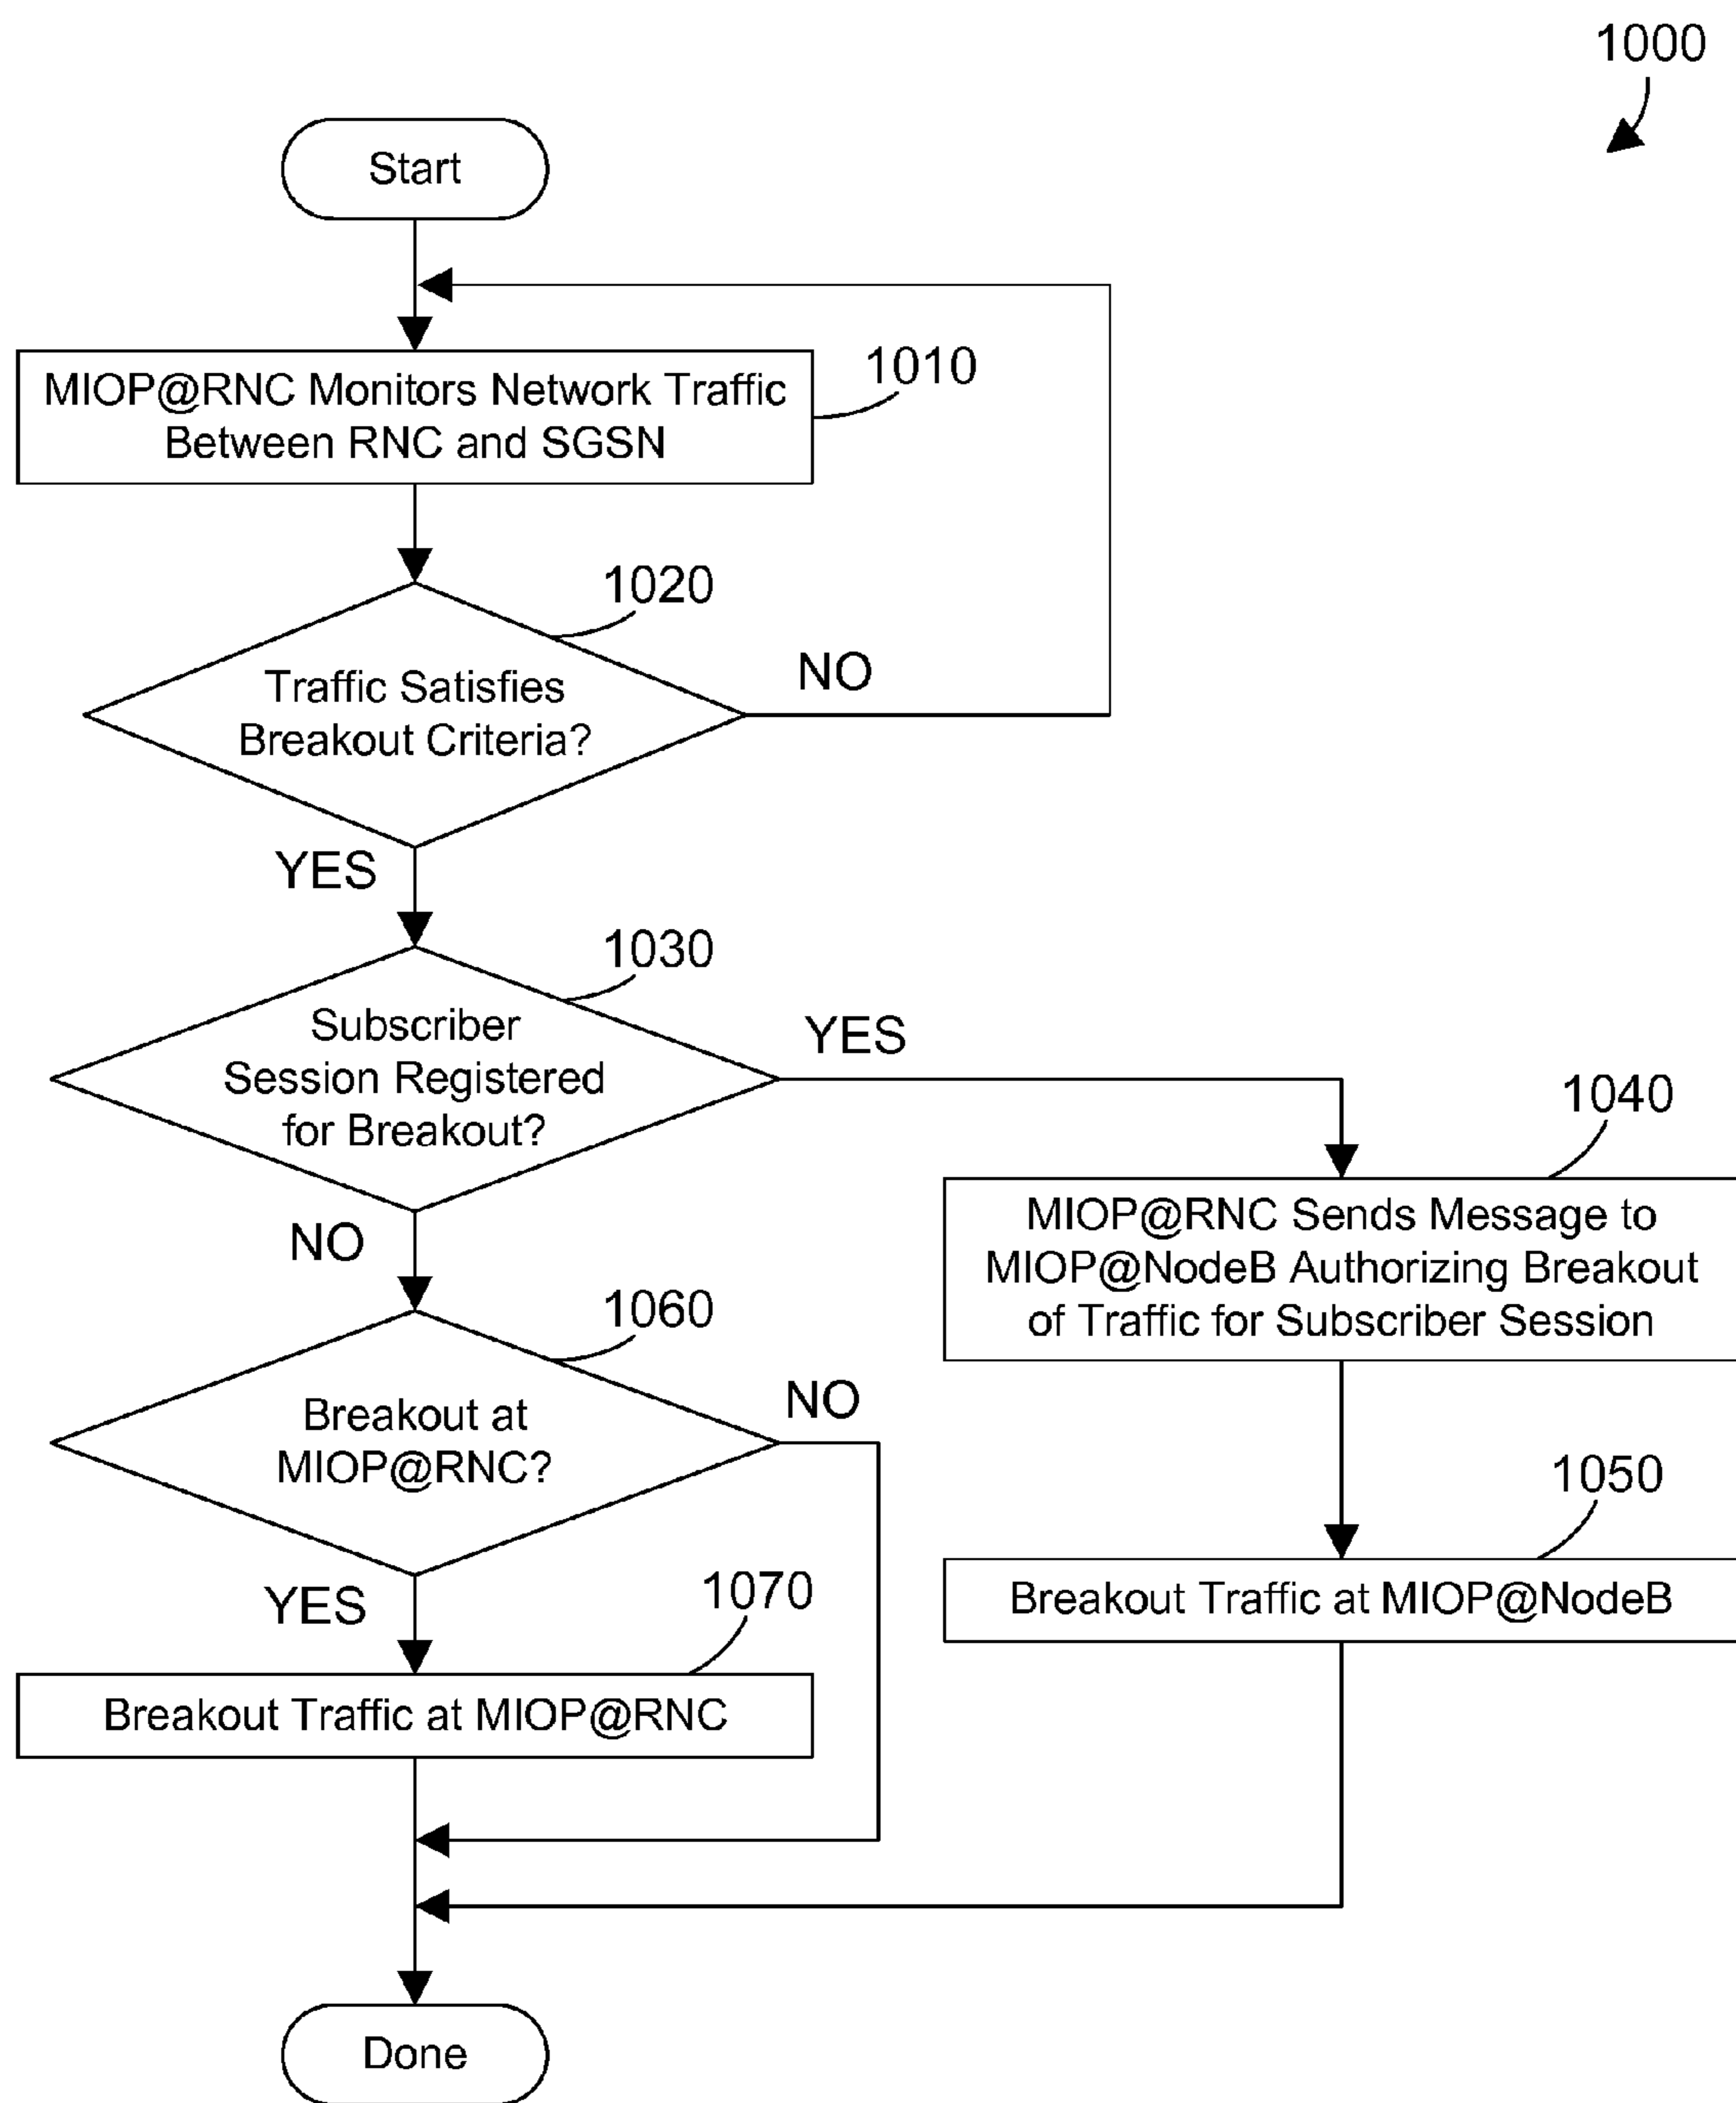 1000
Start
MIOP@RNC Monitors Network Traffic
Between RNC and SGSN
1010
1020
Traffic Satisfies
Breakout Criteria?
NO
YES
1030
Subscriber
Session Registered
for Breakout?
YES
NO
1040
MIOP@RNC Sends Message to
MIOP@NodeB Authorizing Breakout
of Traffic for Subscriber Session
1060
Breakout at
MIOP@RNC?
NO
YES
1050
Breakout Traffic at MIOP@NodeB
1070
Breakout Traffic at MIOP@RNC
Done